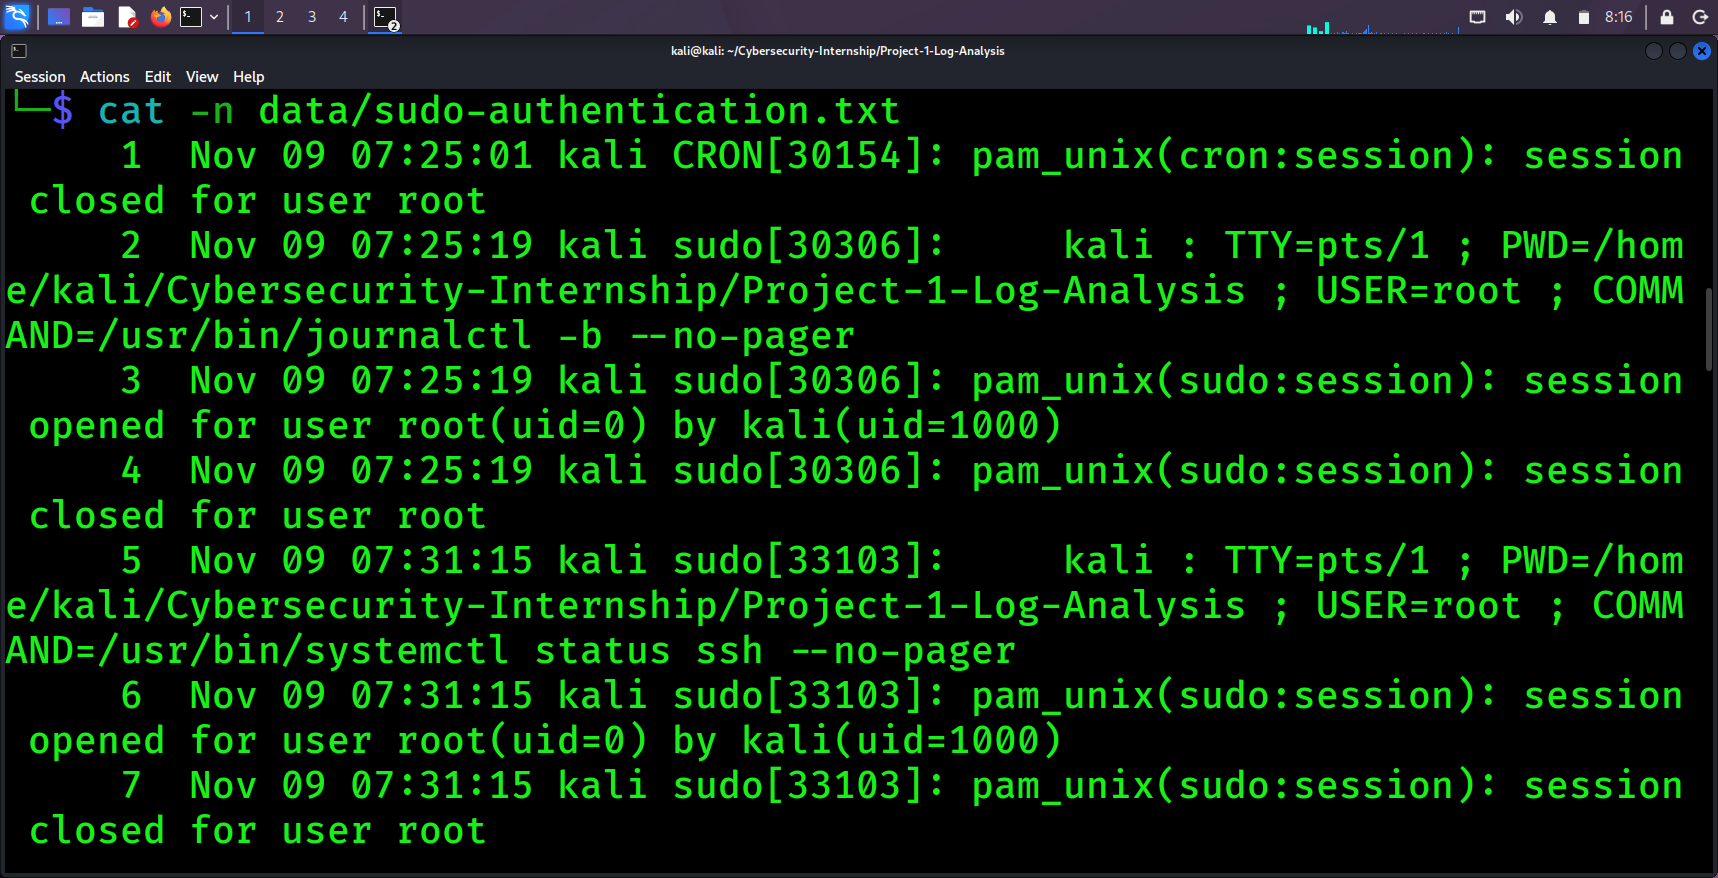 1 2 3 4 2 8:16
kali@kali: ~/Cybersecurity-Internship/Project-1-Log-Analysis
Session Actions Edit View Help
└─$ cat -n data/sudo-authentication.txt
     1  Nov 09 07:25:01 kali CRON[30154]: pam_unix(cron:session): session
 closed for user root
     2  Nov 09 07:25:19 kali sudo[30306]:     kali : TTY=pts/1 ; PWD=/hom
e/kali/Cybersecurity-Internship/Project-1-Log-Analysis ; USER=root ; COMM
AND=/usr/bin/journalctl -b --no-pager
     3  Nov 09 07:25:19 kali sudo[30306]: pam_unix(sudo:session): session
 opened for user root(uid=0) by kali(uid=1000)
     4  Nov 09 07:25:19 kali sudo[30306]: pam_unix(sudo:session): session
 closed for user root
     5  Nov 09 07:31:15 kali sudo[33103]:     kali : TTY=pts/1 ; PWD=/hom
e/kali/Cybersecurity-Internship/Project-1-Log-Analysis ; USER=root ; COMM
AND=/usr/bin/systemctl status ssh --no-pager
     6  Nov 09 07:31:15 kali sudo[33103]: pam_unix(sudo:session): session
 opened for user root(uid=0) by kali(uid=1000)
     7  Nov 09 07:31:15 kali sudo[33103]: pam_unix(sudo:session): session
 closed for user root